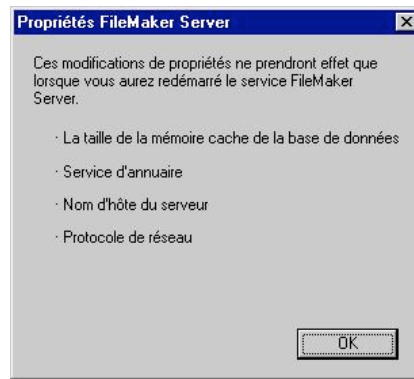 Propriétés FileMaker Server
Ces modifications de propriétés ne prendront effet que
lorsque vous aurez redémarré le service FileMaker
Server.
· La taille de la mémoire cache de la base de données
· Service d'annuaire
· Nom d'hôte du serveur
· Protocole de réseau
OK